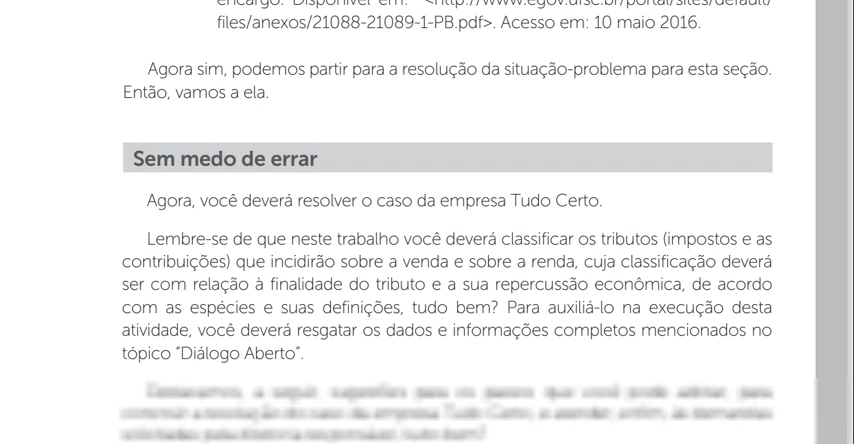 encargo. Disponível em: <http://www.egov.ufsc.br/portal/sites/default/
files/anexos/21088-21089-1-PB.pdf>. Acesso em: 10 maio 2016.
Agora sim, podemos partir para a resolução da situação-problema para esta seção.
Então, vamos a ela.
Sem medo de errar
Agora, você deverá resolver o caso da empresa Tudo Certo.
Lembre-se de que neste trabalho você deverá classificar os tributos (impostos e as
contribuições) que incidirão sobre a venda e sobre a renda, cuja classificação deverá
ser com relação à finalidade do tributo e a sua repercussão econômica, de acordo
com as espécies e suas definições, tudo bem? Para auxiliá-lo na execução desta
atividade, você deverá resgatar os dados e informações completos mencionados no
tópico “Diálogo Aberto”.